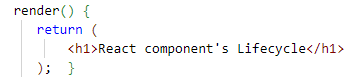 render() {
return (
<h1>React component's Lifecycle</h1>
); }